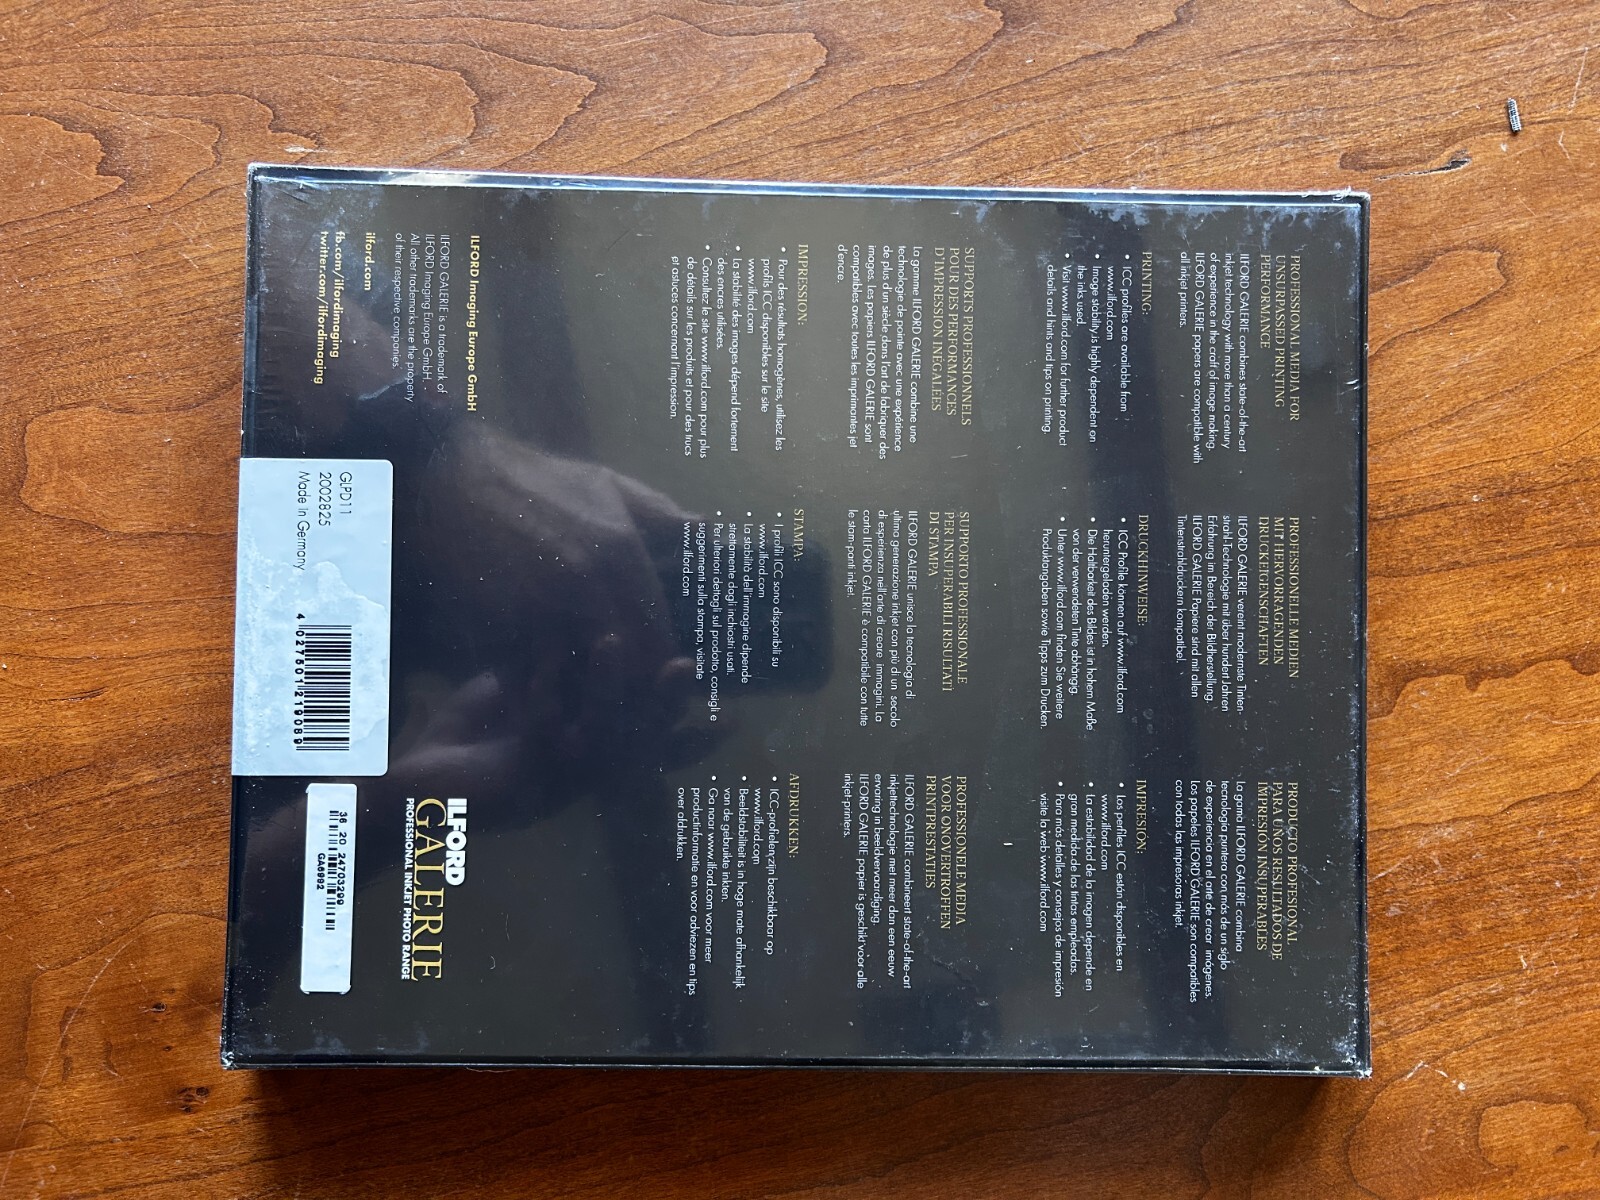 PROFESSIONAL MEDIA FOR
UNSURPASSED PRINTING
PERFORMANCE
ILFORD GALERIE combines state-of-the-art
inkjet technology with more than a century
of experience in the craft of image making.
ILFORD GALERIE papers are compatible with
all inkjet printers.
PRINTING:
• ICC profiles are available from
www.ilford.com
• Image stability is highly dependent on
the inks used.
• Visit www.ilford.com for further product
details and hints and tips on printing.
PROFESSIONELLE MEDIEN
MIT HERVORRAGENDEN
DRUCKEIGENSCHAFTEN
ILFORD GALERIE vereint modernste Tinten-
strahl-Technologie mit über hundert Jahren
Erfahrung im Bereich der Bildherstellung.
ILFORD GALERIE Papiere sind mit allen
Tintenstrahldruckern kompatibel.
DRUCKHINWEISE:
• ICC Profile können auf www.ilford.com
heruntergeladen werden.
• Die Haltbarkeit des Bildes ist in hohem Maße
von der verwendeten Tinte abhängig.
• Unter www.ilford.com finden Sie weitere
Produktangaben sowie Tipps zum Drucken.
PRODUCTO PROFESIONAL
PARA UNOS RESULTADOS DE
IMPRESIÓN INSUPERABLES
La gama ILFORD GALERIE combina
tecnología puntera con más de un siglo
de experiencia en el arte de crear imágenes.
Los papeles ILFORD GALERIE son compatibles
con todas las impresoras inkjet.
IMPRESIÓN:
• Los perfiles ICC están disponibles en
www.ilford.com
• La estabilidad de la imagen depende en
gran medida de las tintas empleadas.
• Para más detalles y consejos de impresión
visite la web www.ilford.com
SUPPORTS PROFESSIONNELS
POUR DES PERFORMANCES
D'IMPRESSION INÉGALÉES
La gamme ILFORD GALERIE combine une
technologie de pointe avec une expérience
de plus d'un siècle dans l'art de fabriquer des
images. Les papiers ILFORD GALERIE sont
compatibles avec toutes les imprimantes jet
d'encre.
IMPRESSION:
• Pour des résultats homogènes, utilisez les
profils ICC disponibles sur le site
www.ilford.com
• La stabilité des images dépend fortement
des encres utilisées.
• Consultez le site www.ilford.com pour plus
de détails sur les produits et pour des trucs
et astuces concernant l'impression.
SUPPORTO PROFESSIONALE
PER INSUPERABILI RISULTATI
DI STAMPA
ILFORD GALERIE unisce la tecnologia di
ultima generazione inkjet con più di un secolo
di esperienza nell'arte di creare immagini. La
carta ILFORD GALERIE è compatibile con tutte
le stam-panti inkjet.
STAMPA:
• I profili ICC sono disponibili su
www.ilford.com
• La stabilità dell'immagine dipende
strettamente dagli inchiostri usati.
• Per ulteriori dettagli sul prodotto, consigli e
suggerimenti sulla stampa, visitate
www.ilford.com
PROFESSIONELE MEDIA
VOOR ONOVERTROFFEN
PRINTPRESTATIES
ILFORD GALERIE combineert state-of-the-art
inkjettechnologie met meer dan een eeuw
ervaring in beeldvervaardiging.
ILFORD GALERIE papier is geschikt voor alle
inkjet-printers.
AFDRUKKEN:
• ICC-profielen zijn beschikbaar op
www.ilford.com
• Beeldstabiliteit is in hoge mate afhankelijk
van de gebruikte inkten.
• Ga naar www.ilford.com voor meer
productinformatie en voor adviezen en tips
over afdrukken.
ILFORD Imaging Europe GmbH
ILFORD GALERIE is a trademark of
ILFORD Imaging Europe GmbH.
All other trademarks are the property
of their respective companies.
ilford.com
fb.com/ilfordimaging
twitter.com/ilfordimaging
GLPD11
2002825
Made In Germany
4 027501 219089
ILFORD
GALERIE
PROFESSIONAL INKJET PHOTO RANGE
36 20 24703299
GA6992